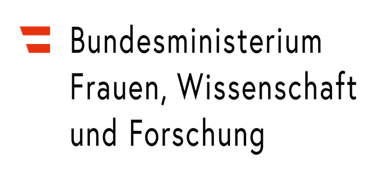 Bundesministerium
Frauen, Wissenschaft
und Forschung